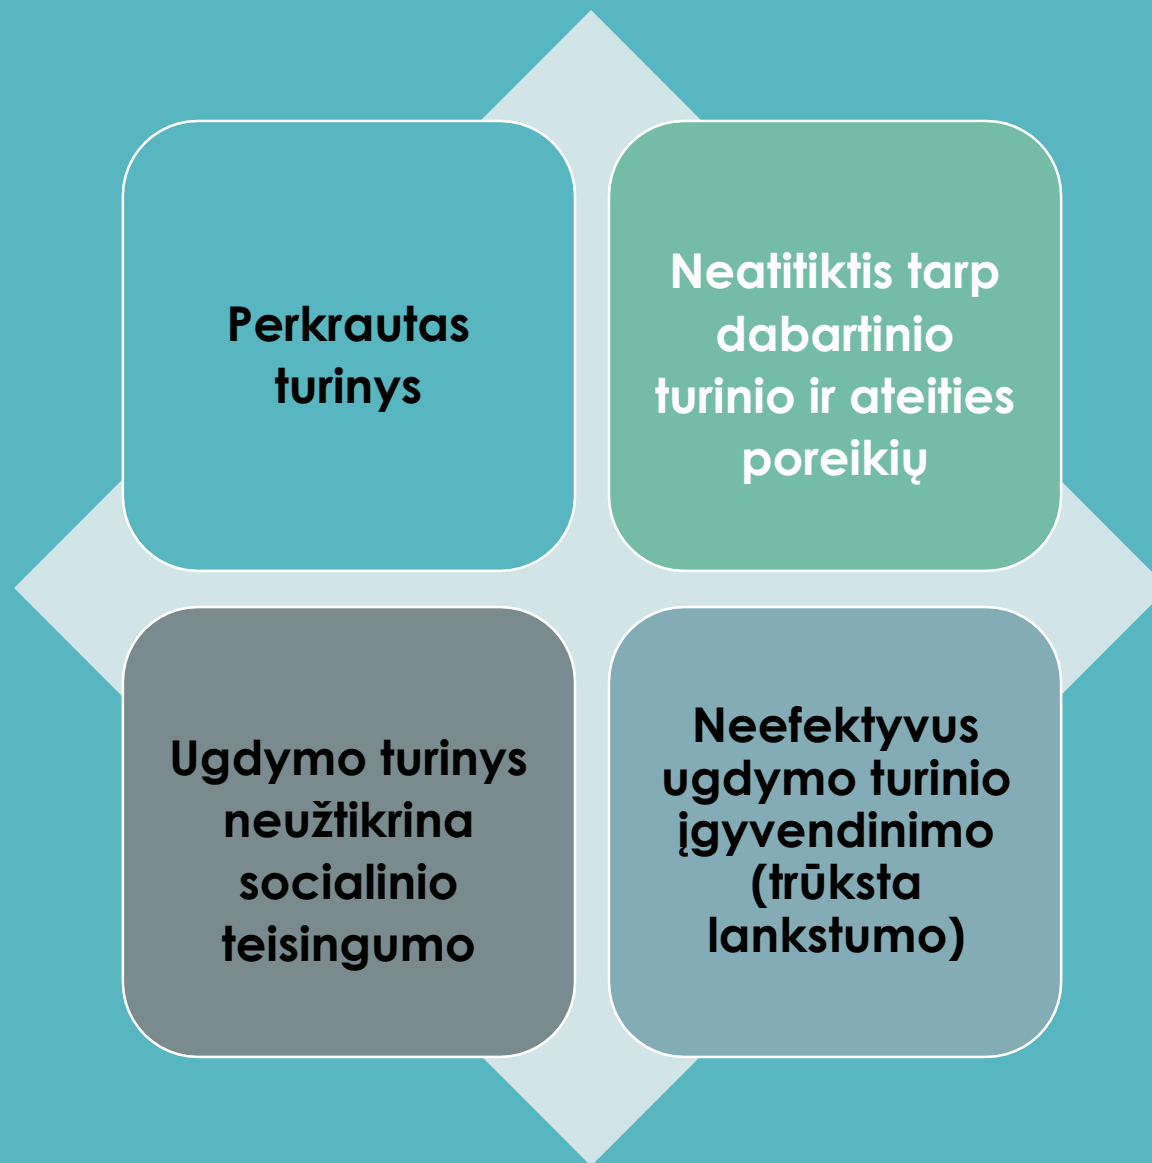 Perkrautas
turinys
Neatitiktis tarp
dabartinio
turinio ir ateities
poreikių
Ugdymo turinys
neužtikrina
socialinio
teisingumo
Neefektyvus
ugdymo turinio
įgyvendinimo
(trūksta
lankstumo)